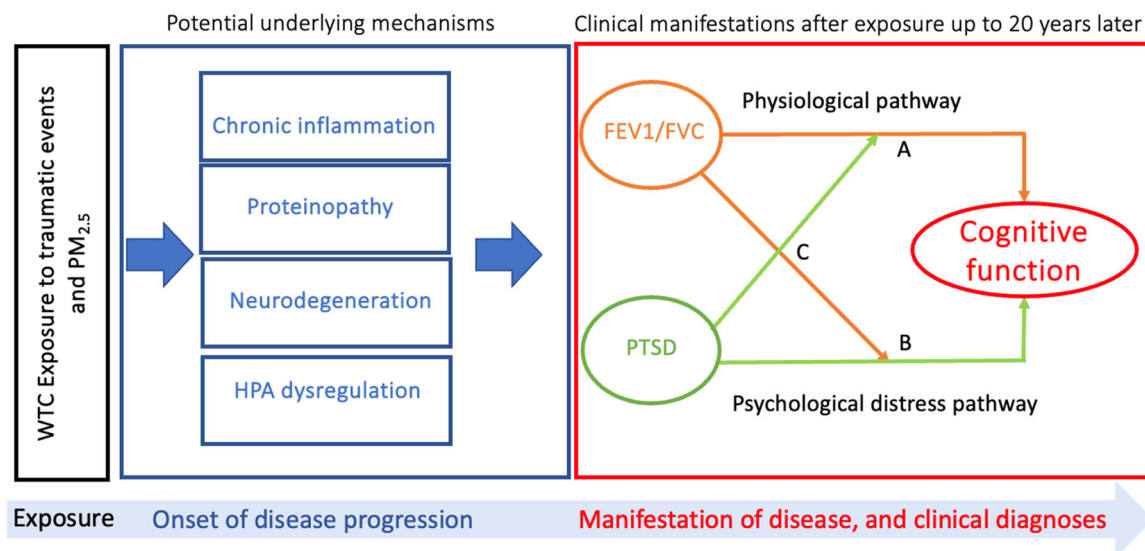 Potential underlying mechanisms
Clinical manifestations after exposure up to 20 years later
WTC Exposure to traumatic events
and PM2.5
Chronic inflammation
Proteinopathy
Neurodegeneration
HPA dysregulation
FEV1/FVC
Physiological pathway
A
C
Cognitive
function
PTSD
B
Psychological distress pathway
Exposure
Onset of disease progression
Manifestation of disease, and clinical diagnoses